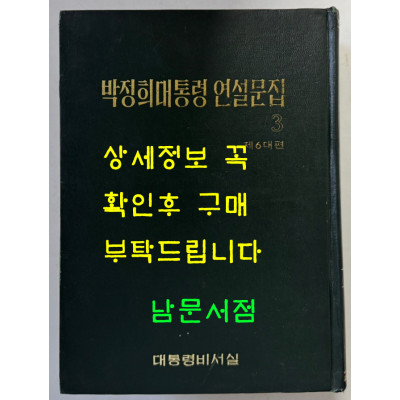 박정희대통령 연설문집
3
제6대편
상세정보 꼭
확인후 구매
부탁드립니다
남문서점
대통령비서실